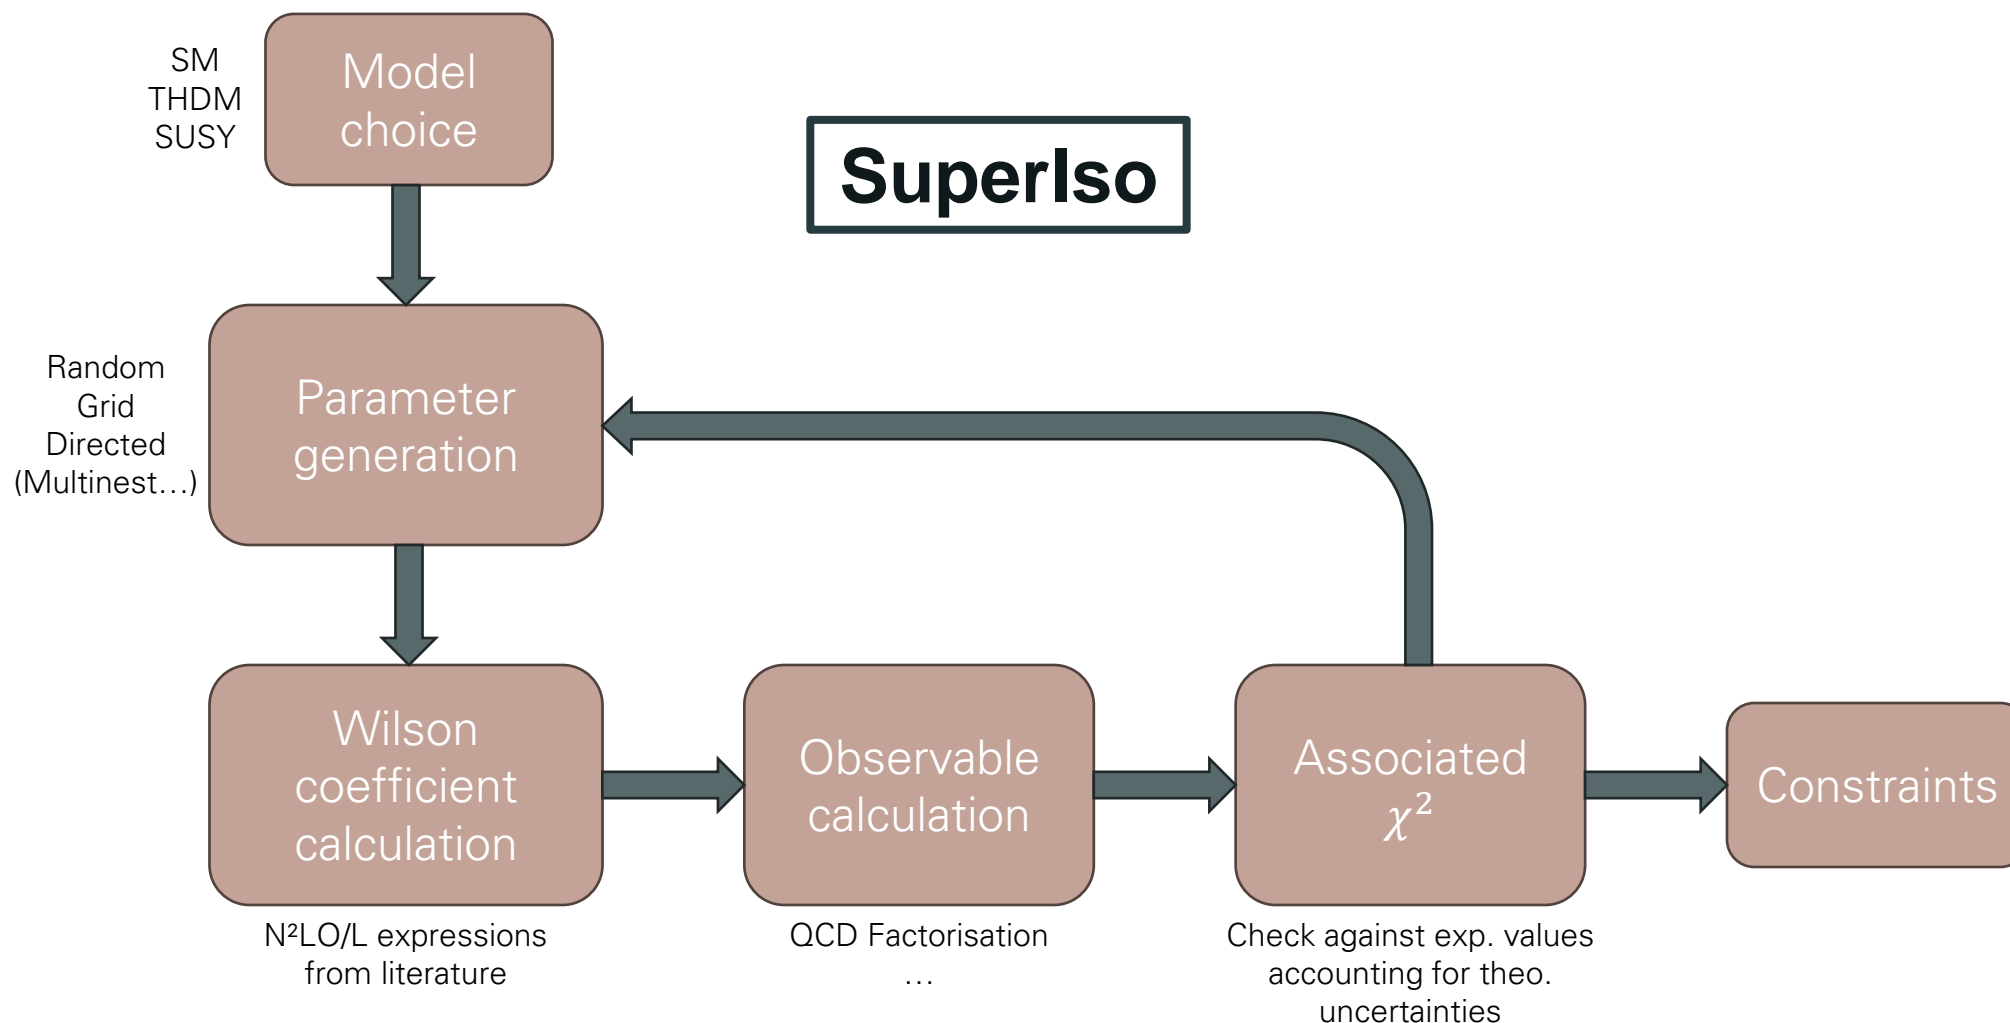 SM
THDM
SUSY
Model
choice
SuperIso
Random
Grid
Directed
(Multinest…)
Parameter
generation
Wilson
coefficient
calculation
Observable
calculation
Associated
χ²
Constraints
N²LO/L expressions
from literature
QCD Factorisation
…
Check against exp. values
accounting for theo.
uncertainties